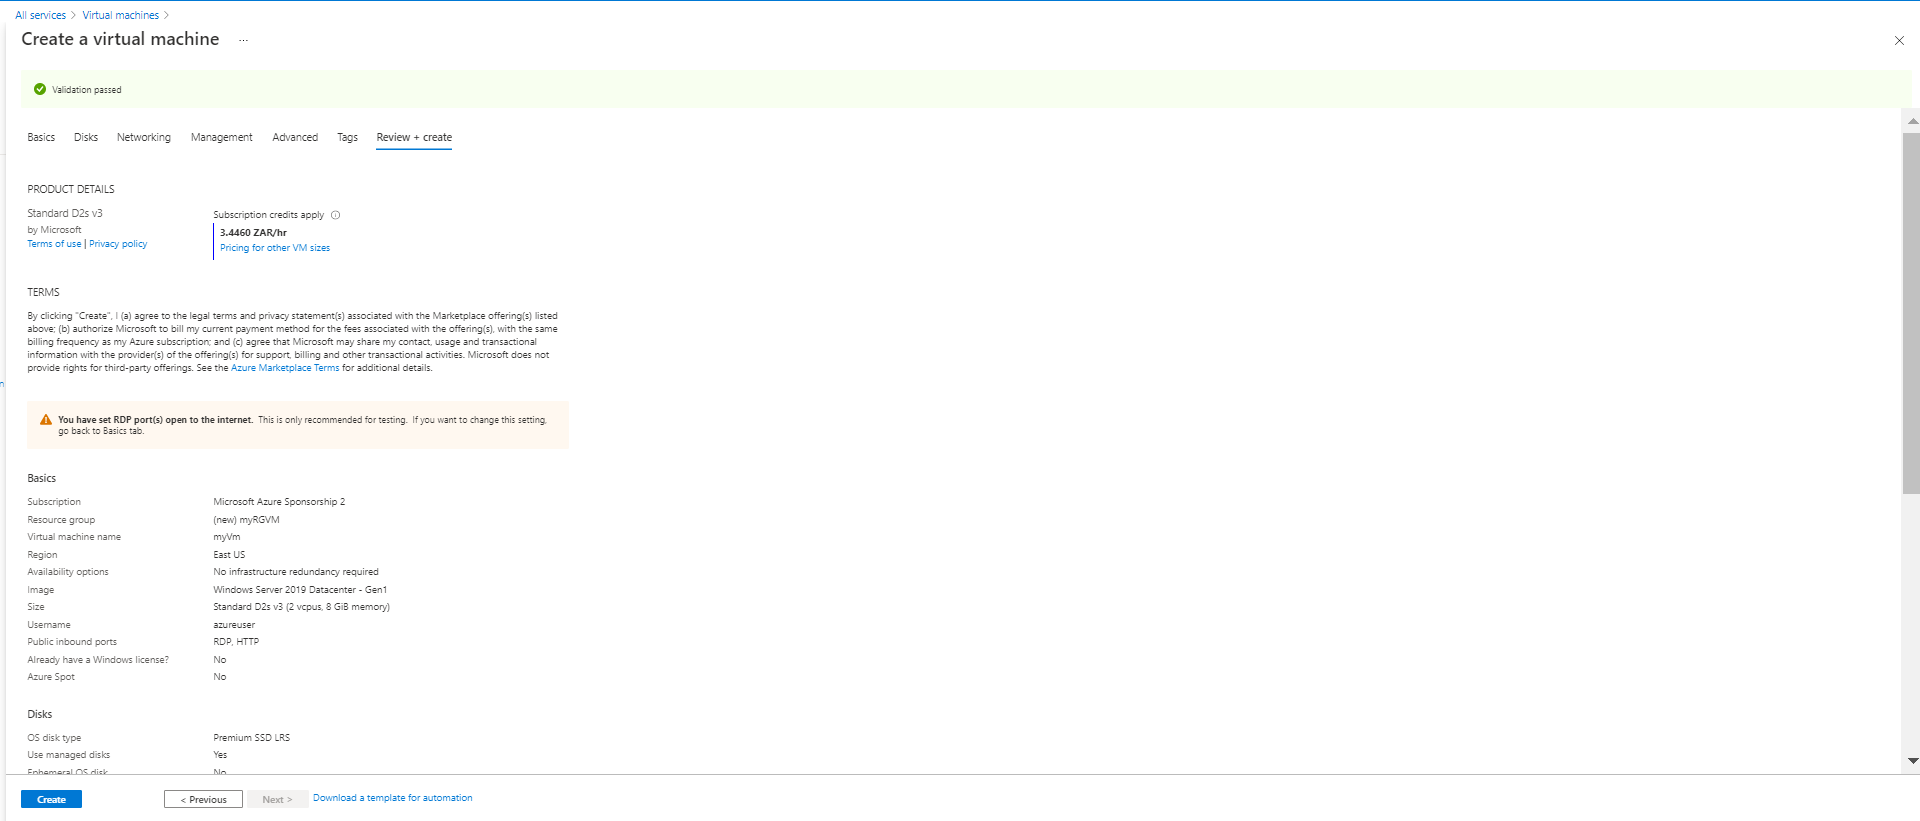 All services > Virtual machines >
Create a virtual machine ...
Validation passed
Basics Disks Networking Management Advanced Tags Review + create
PRODUCT DETAILS
Standard D2s v3
by Microsoft
Terms of use | Privacy policy
Subscription credits apply
3.4460 ZAR/hr
Pricing for other VM sizes
TERMS
By clicking "Create", I (a) agree to the legal terms and privacy statement(s) associated with the Marketplace offering(s) listed
above; (b) authorize Microsoft to bill my current payment method for the fees associated with the offering(s), with the same
billing frequency as my Azure subscription; and (c) agree that Microsoft may share my contact, usage and transactional
information with the provider(s) of the offering(s) for support, billing and other transactional activities. Microsoft does not
provide rights for third-party offerings. See the Azure Marketplace Terms for additional details.
n
You have set RDP port(s) open to the internet. This is only recommended for testing. If you want to change this setting,
go back to Basics tab.
Basics
Subscription Microsoft Azure Sponsorship 2
Resource group (new) myRGVM
Virtual machine name myVm
Region East US
Availability options No infrastructure redundancy required
Image Windows Server 2019 Datacenter - Gen1
Size Standard D2s v3 (2 vcpus, 8 GiB memory)
Username azureuser
Public inbound ports RDP, HTTP
Already have a Windows license? No
Azure Spot No
Disks
OS disk type Premium SSD LRS
Use managed disks Yes
Ephemeral OS disk No
Create < Previous Next > Download a template for automation